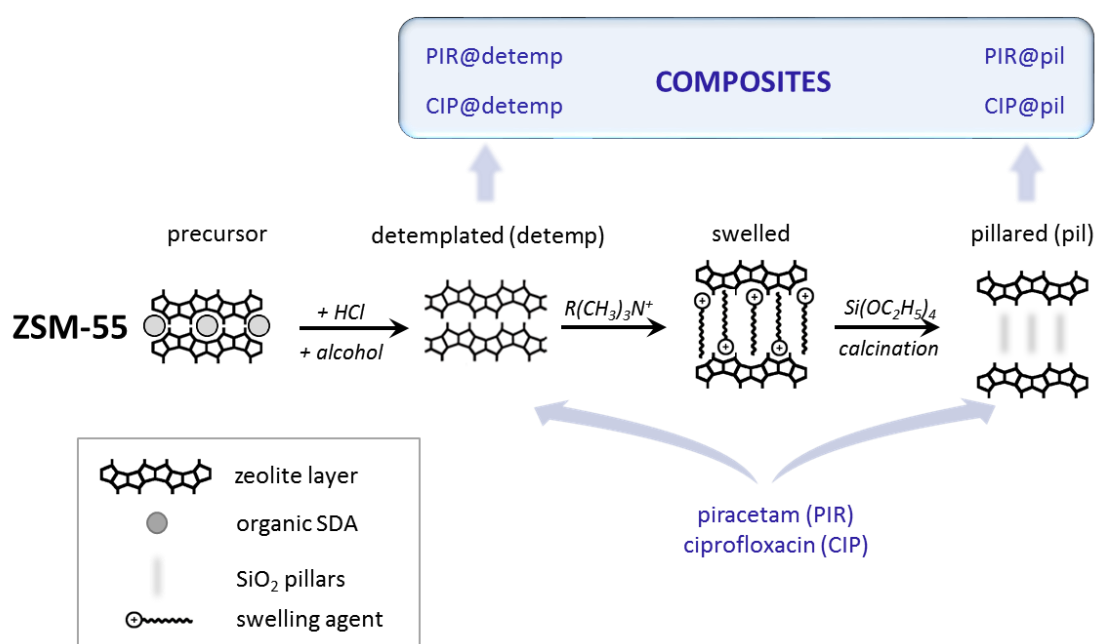 PIR@detemp
PIR@pil
COMPOSITES
CIP@detemp
CIP@pil
precursor
detemplated (detemp)
swelled
pillared (pil)
ZSM-55
+ HCl
+ alcohol
R(CH₃)₃N⁺
Si(OC₂H₅)₄
calcination
zeolite layer
organic SDA
SiO₂ pillars
swelling agent
piracetam (PIR)
ciprofloxacin (CIP)